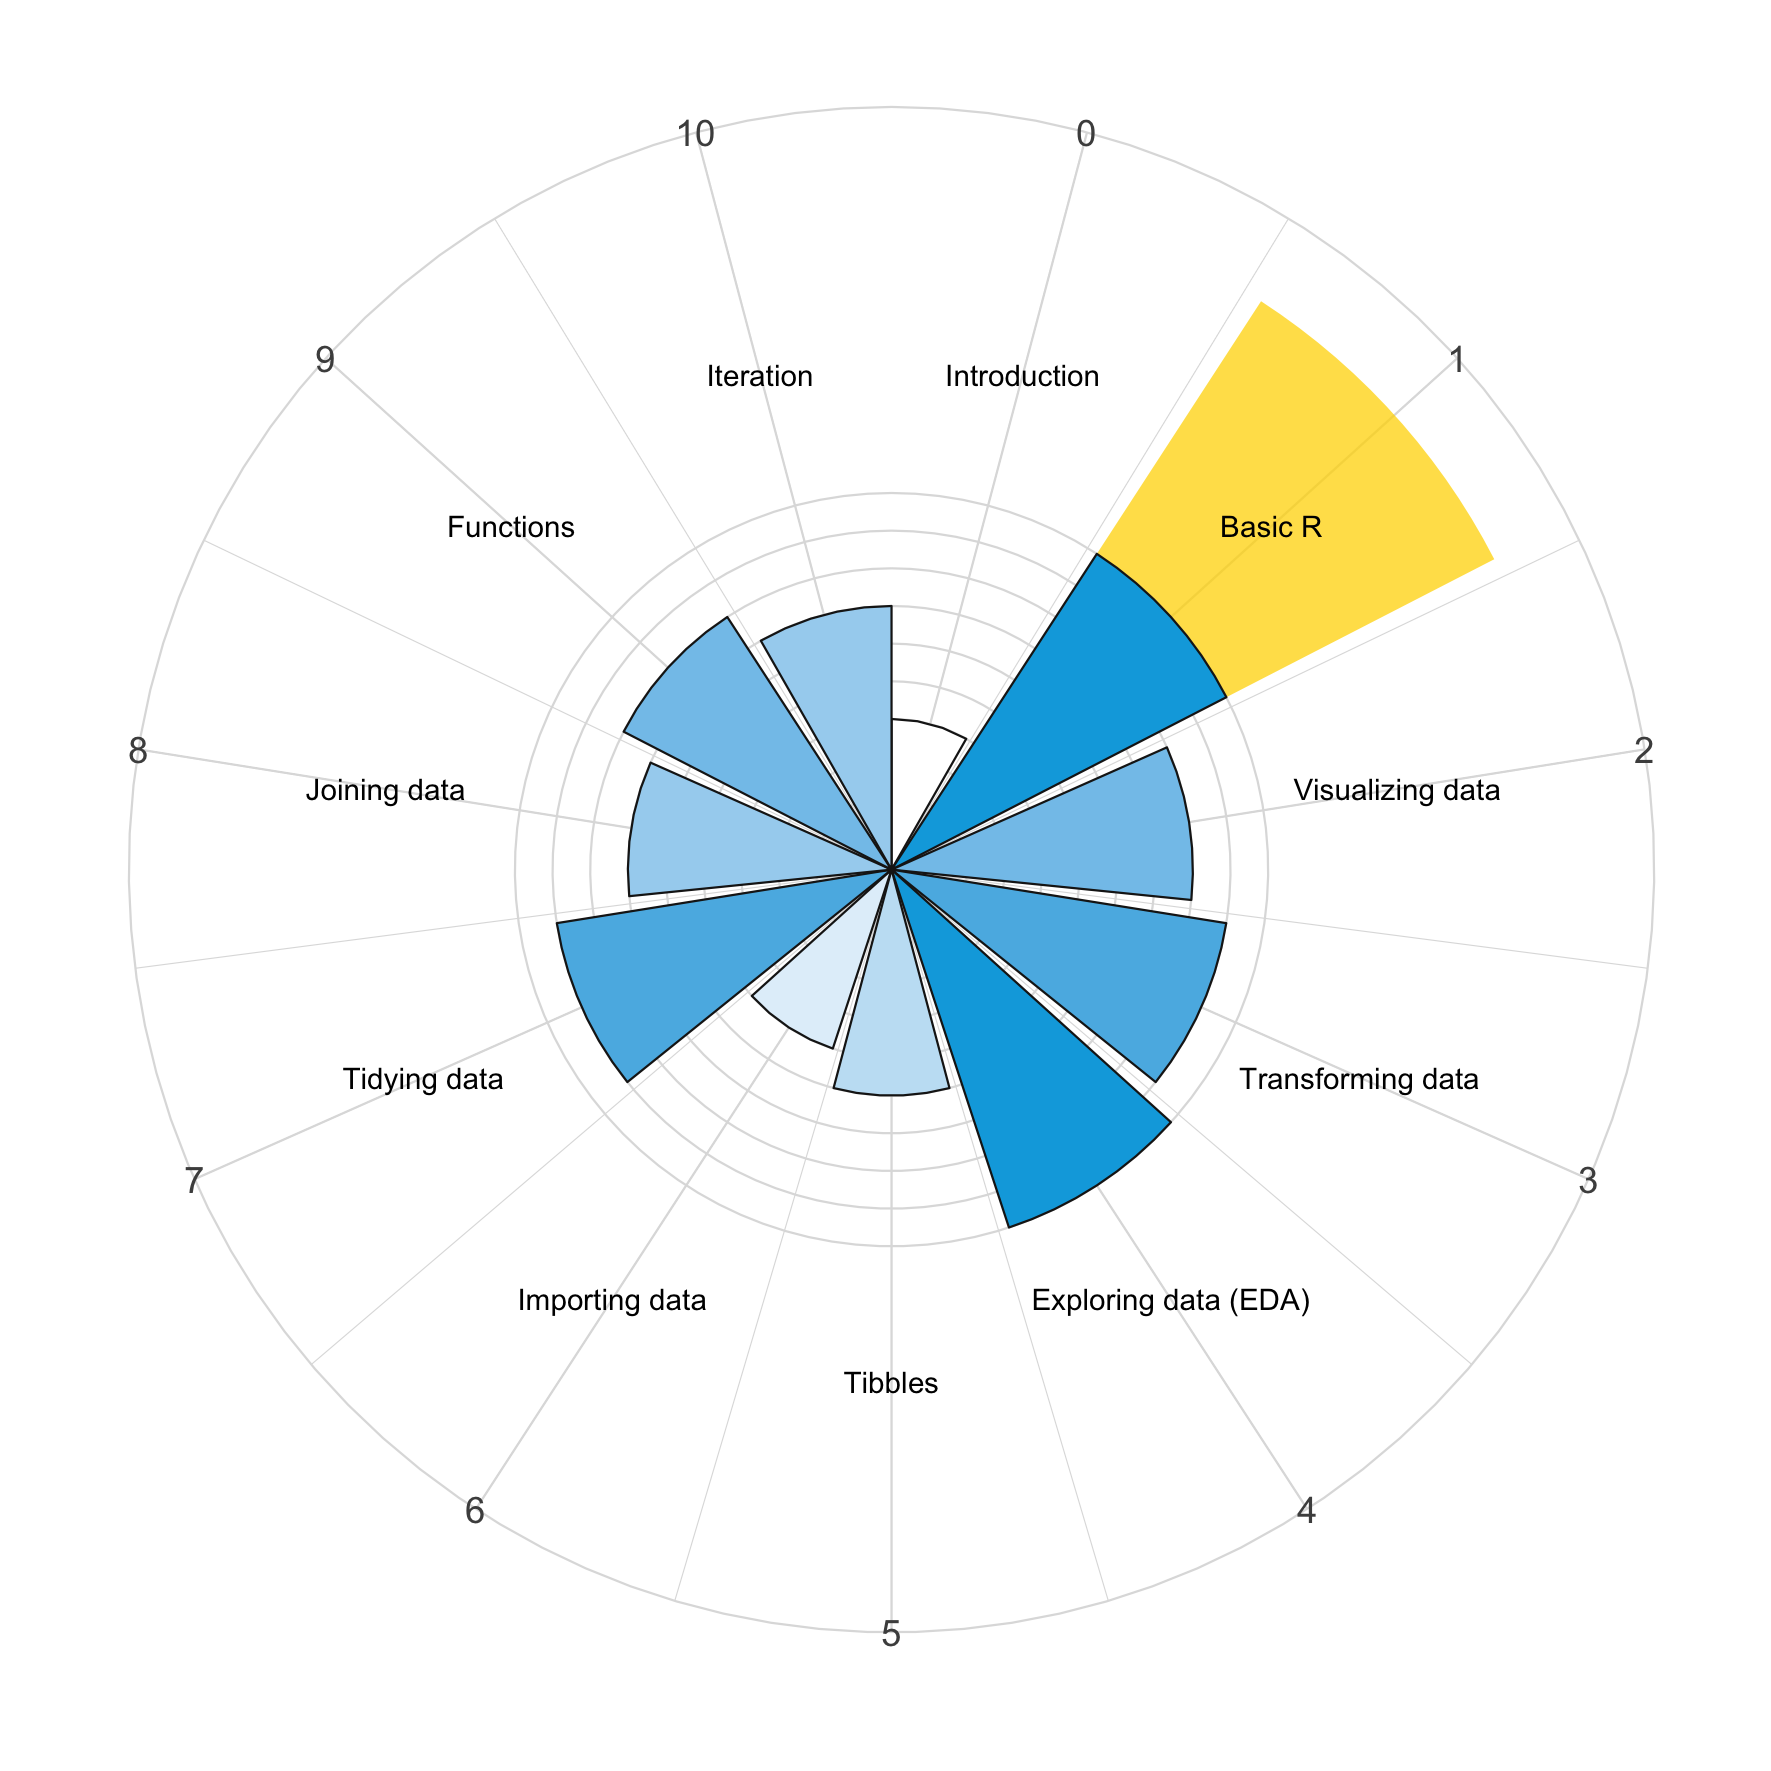 10
0
9
1
Iteration
Introduction
Functions
Basic R
8
2
Joining data
Visualizing data
Tidying data
Transforming data
7
3
Importing data
Exploring data (EDA)
Tibbles
6
4
5